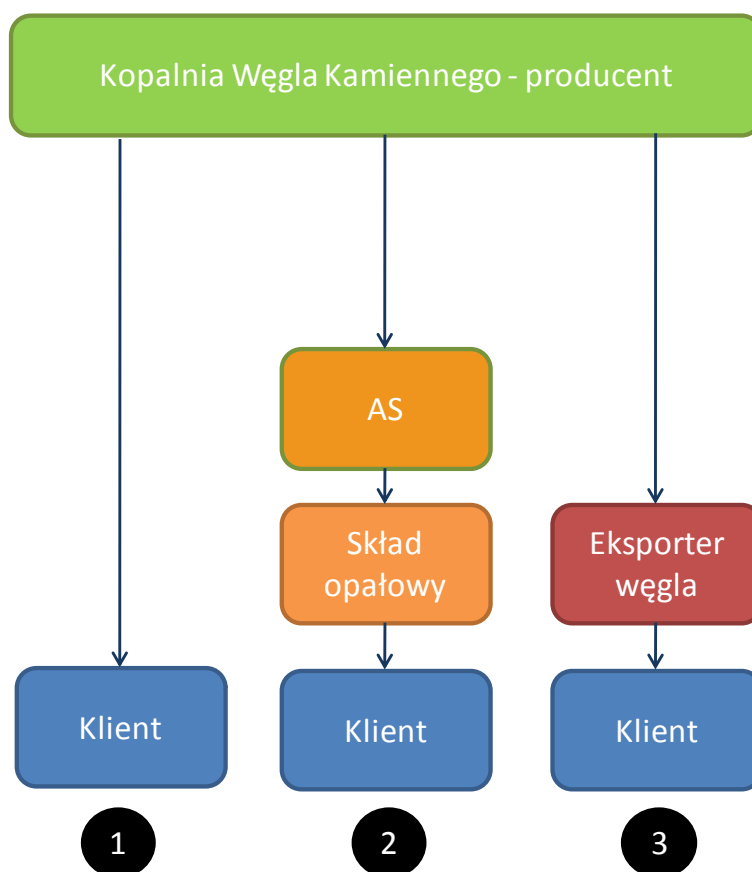 Kopalnia Węgla Kamiennego - producent
AS
Skład
opałowy
Eksporter
węgla
Klient
Klient
Klient
1
2
3